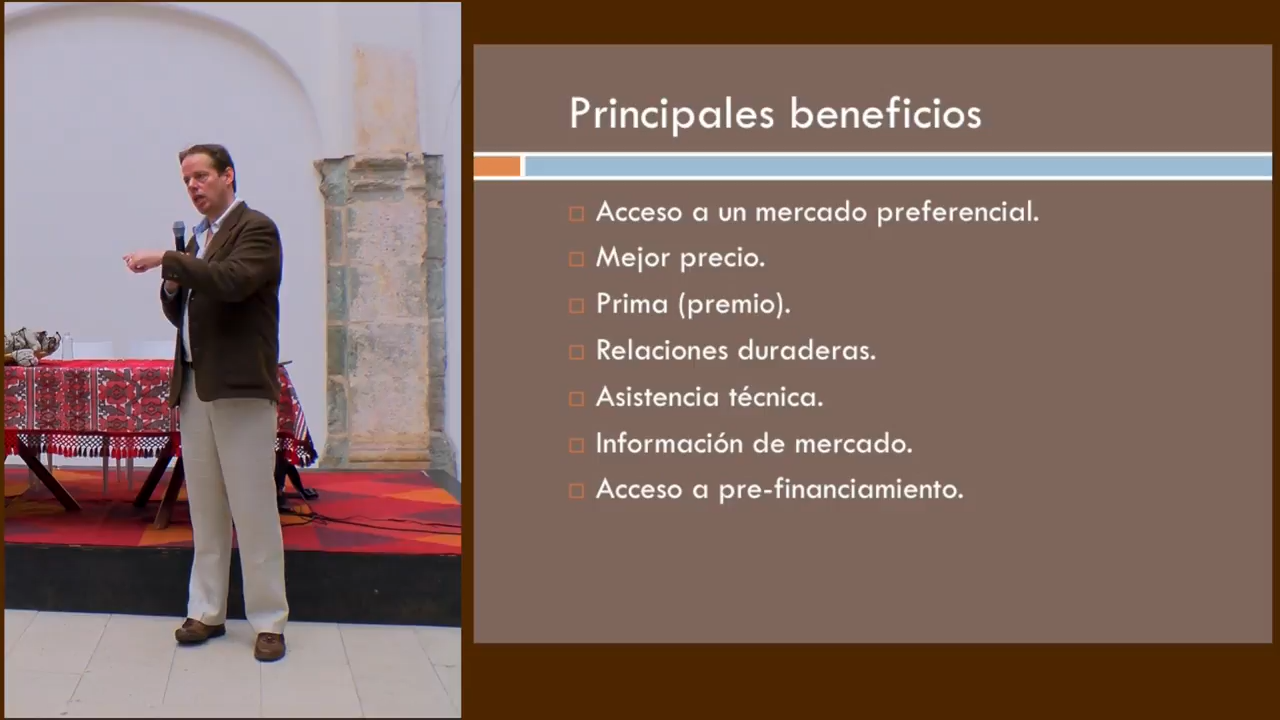 Principales beneficios
Acceso a un mercado preferencial.
Mejor precio.
Prima (premio).
Relaciones duraderas.
Asistencia técnica.
Información de mercado.
Acceso a pre-financiamiento.